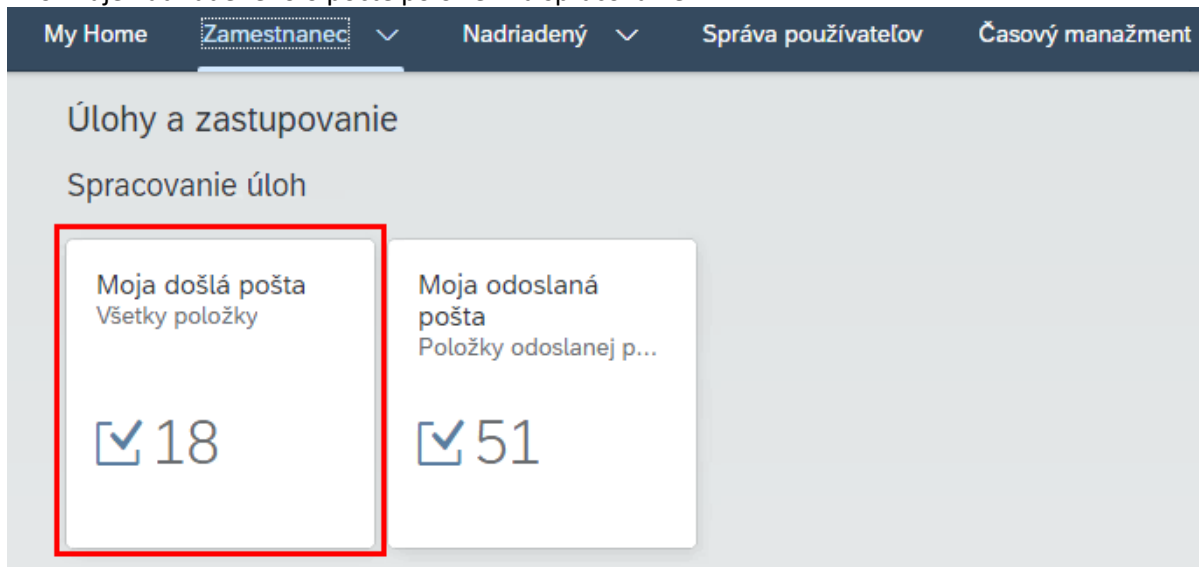 My Home Zamestnanec Nadriadený Správa používateľov Časový manažment
Úlohy a zastupovanie
Spracovanie úloh
Moja došlá pošta
Všetky položky
18
Moja odoslaná
pošta
Položky odoslanej p...
51